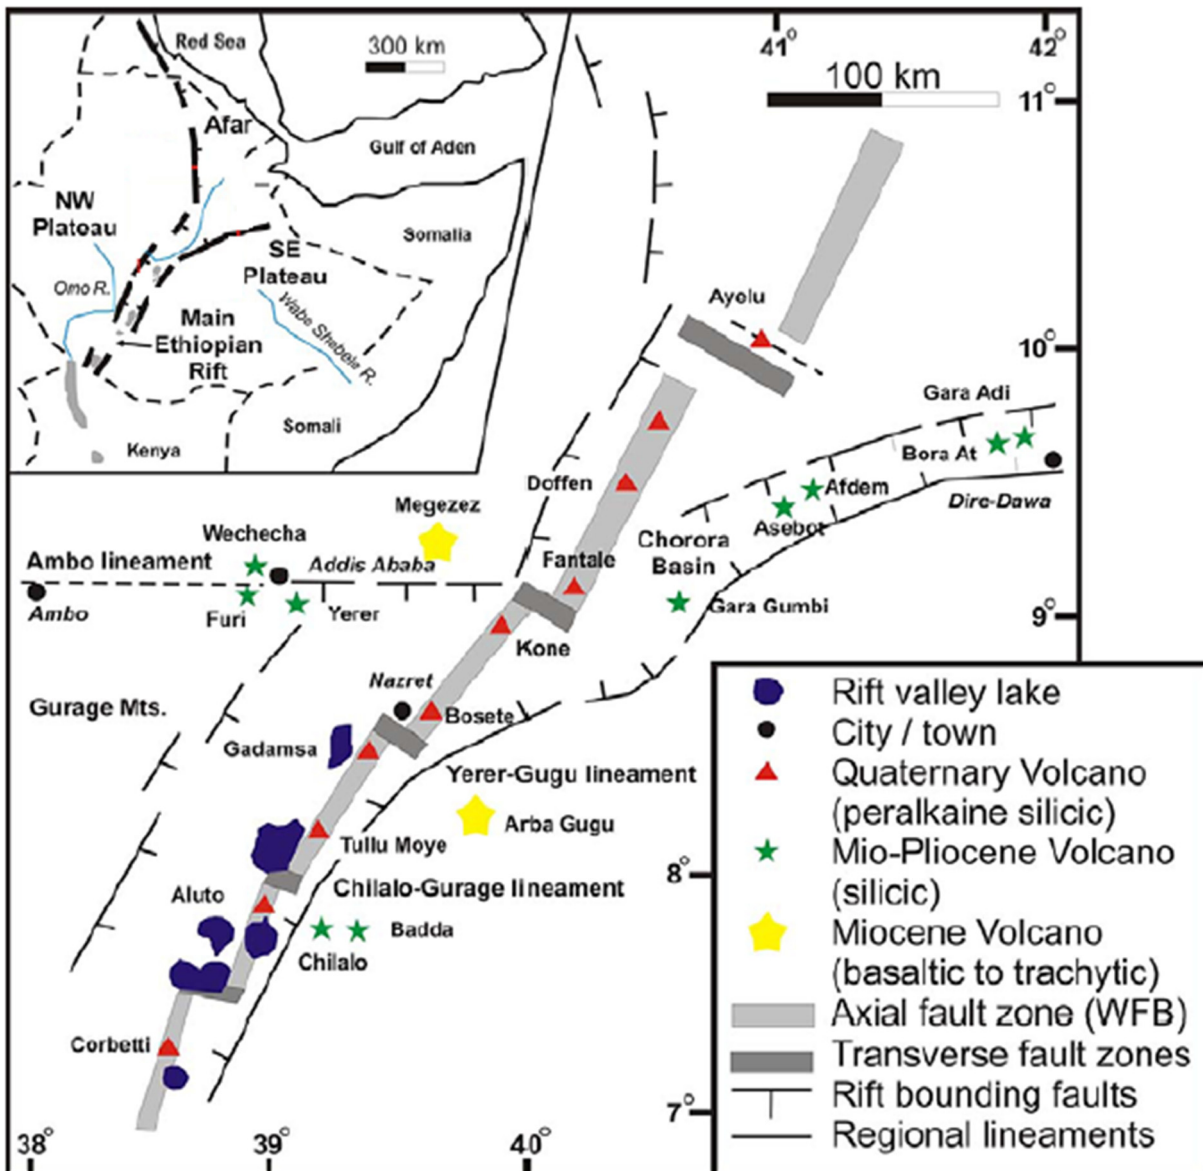 41°
42°
Red Sea
300 km
100 km
11°
Afar
Gulf of Aden
NW
Plateau
Somalia
SE
Plateau
Omo R.
Wabe Shebele R.
Main
Ethiopian
Rift
Ayelu
10°
Gara Adi
Somali
Kenya
Bora At
Doffen
Afdem
Dire-Dawa
Megezez
Asebot
Wechecha
Chorora
Basin
Ambo lineament
Addis Ababa
Fantale
Ambo
Furi
Yerer
Gara Gumbi
9°
Kone
Nazret
Gurage Mts.
Bosete
Gadamsa
Yerer-Gugu lineament
Arba Gugu
Tullu Moye
8°
Chilalo-Gurage lineament
Aluto
Badda
Chilalo
Corbetti
7°
38°
39°
40°
Rift valley lake
City / town
Quaternary Volcano
(peralkaine silicic)
Mio-Pliocene Volcano
(silicic)
Miocene Volcano
(basaltic to trachytic)
Axial fault zone (WFB)
Transverse fault zones
Rift bounding faults
Regional lineaments